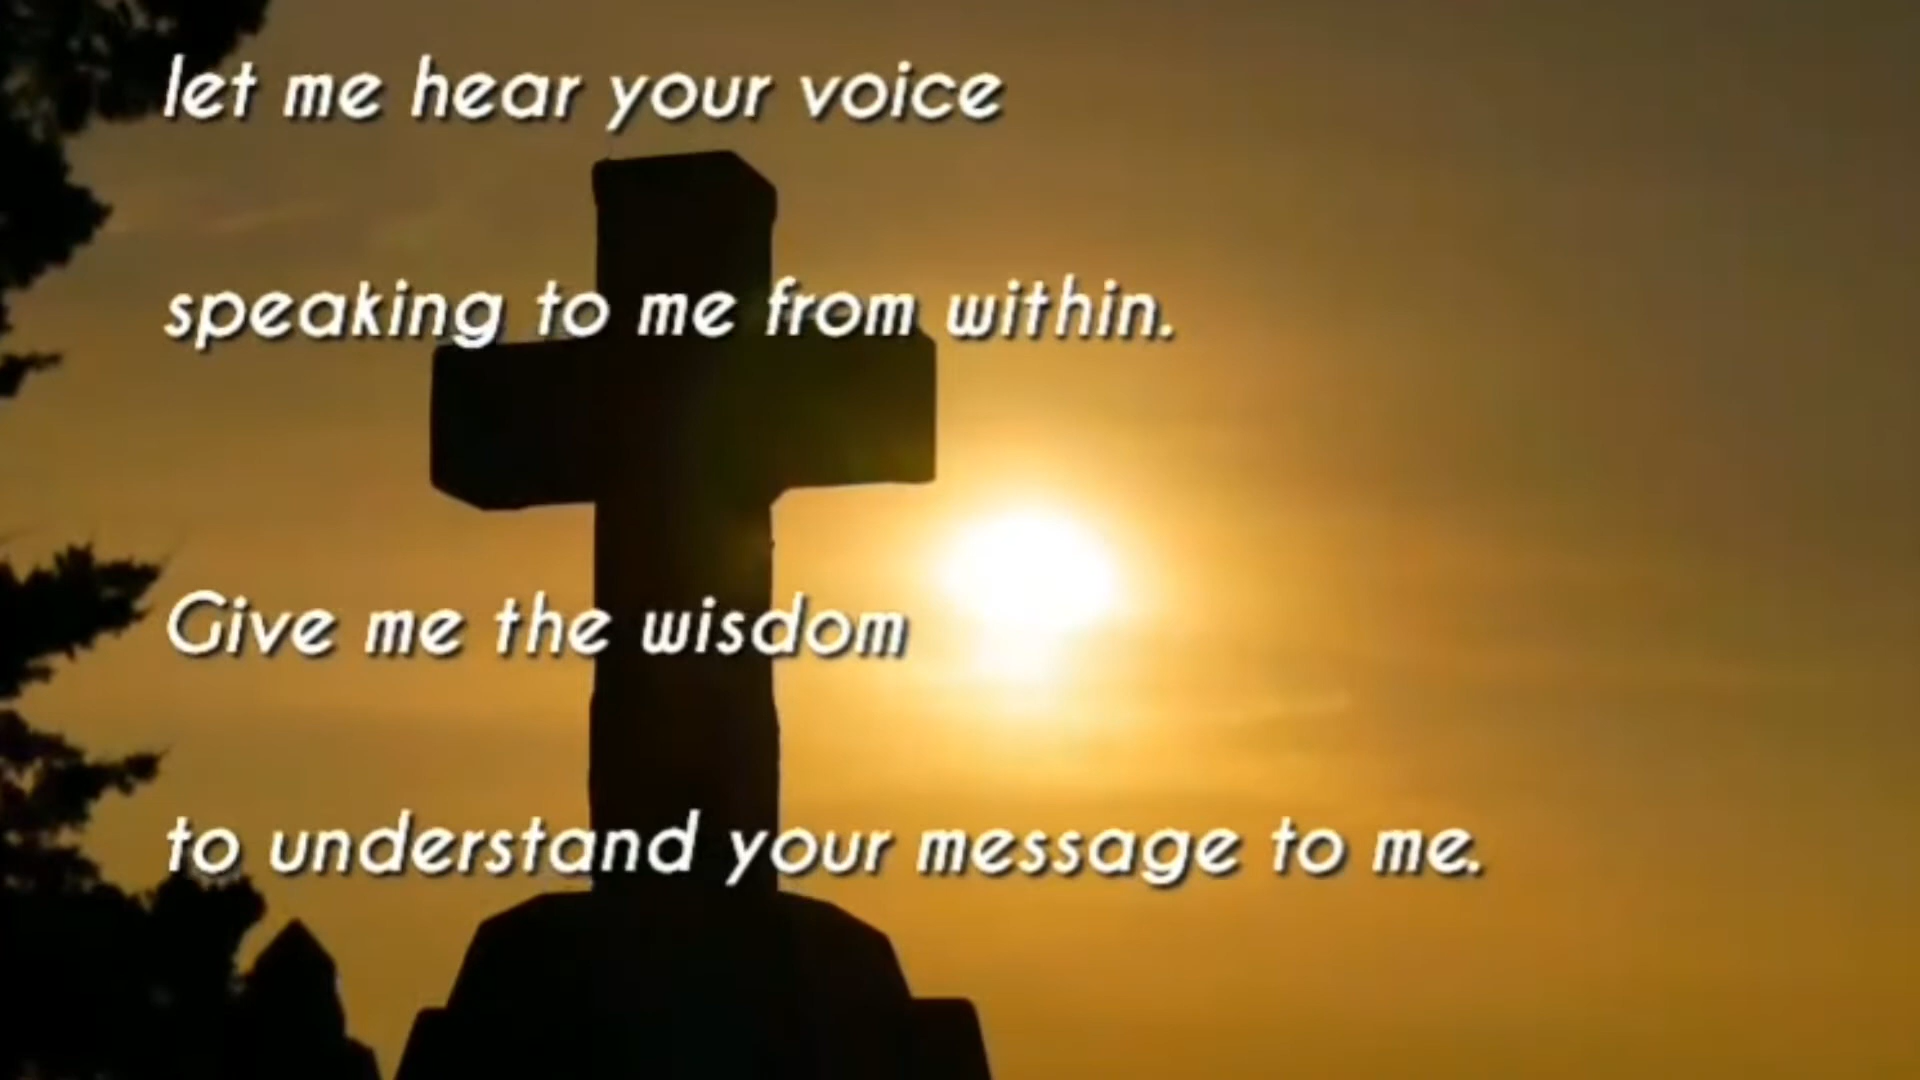 let me hear your voice
speaking to me from within.
Give me the wisdom
to understand your message to me.